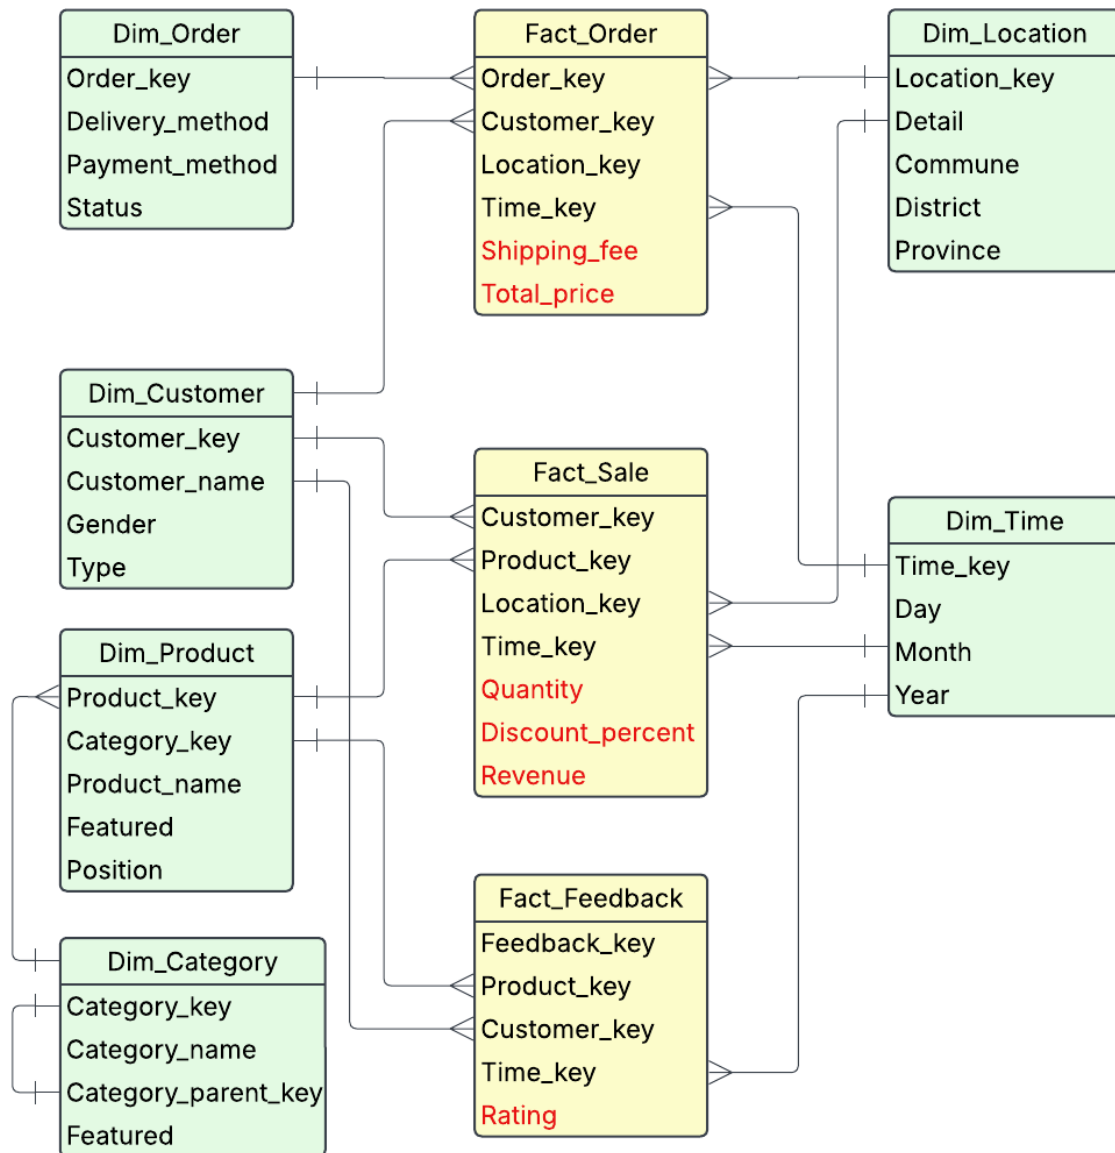 Dim_Order
Order_key
Delivery_method
Payment_method
Status
Fact_Order
Order_key
Customer_key
Location_key
Time_key
Shipping_fee
Total_price
Dim_Location
Location_key
Detail
Commune
District
Province
Dim_Customer
Customer_key
Customer_name
Gender
Type
Fact_Sale
Customer_key
Product_key
Location_key
Time_key
Quantity
Discount_percent
Revenue
Dim_Time
Time_key
Day
Month
Year
Dim_Product
Product_key
Category_key
Product_name
Featured
Position
Fact_Feedback
Feedback_key
Product_key
Customer_key
Time_key
Rating
Dim_Category
Category_key
Category_name
Category_parent_key
Featured